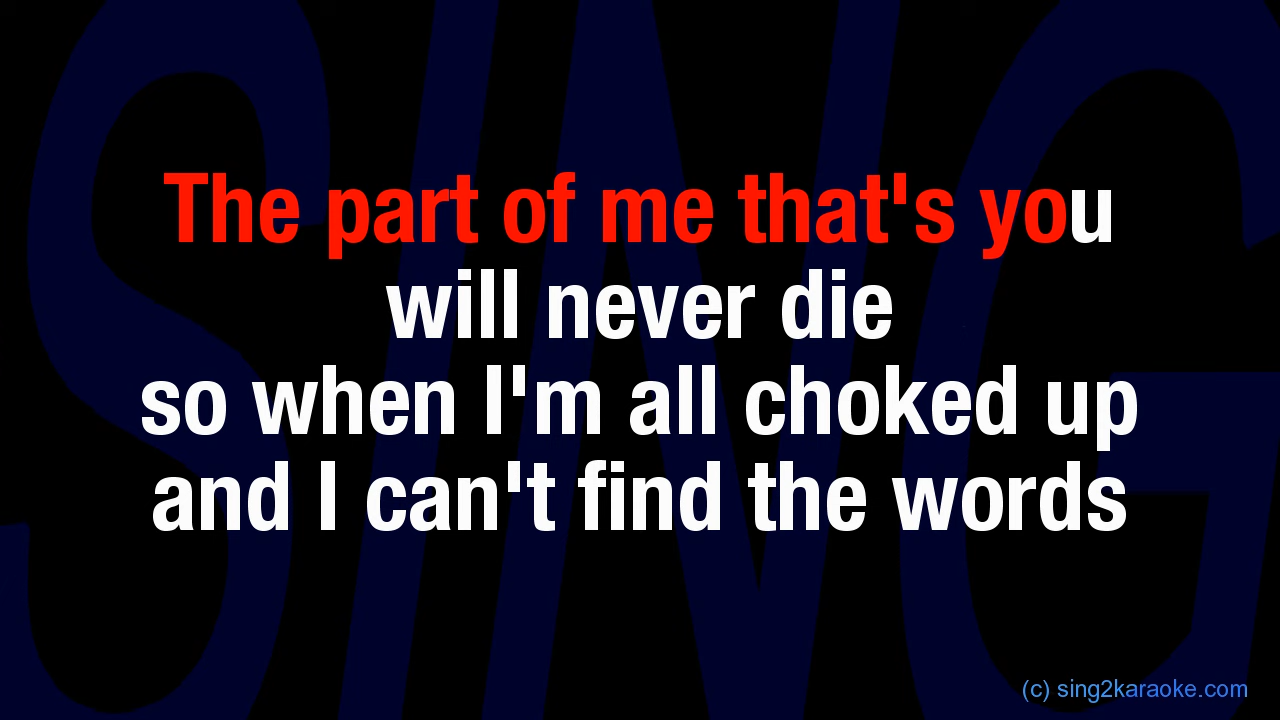 SING
The part of me that's you
will never die
so when I'm all choked up
and I can't find the words
(c) sing2karaoke.com